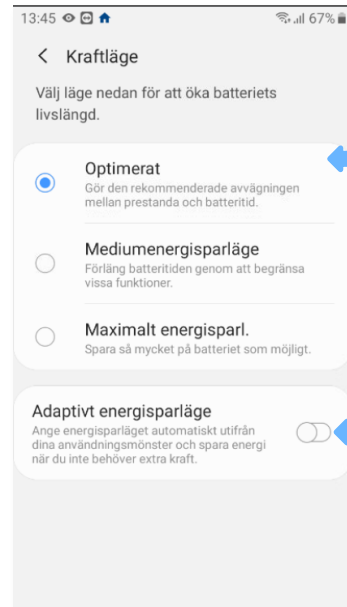 13:45 67%
Kraftläge
Välj läge nedan för att öka batteriets
livslängd.
Optimerat
Gör den rekommenderade avvägningen
mellan prestanda och batteritid.
Mediumenergisparläge
Förläng batteritiden genom att begränsa
vissa funktioner.
Maximalt energisparl.
Spara så mycket på batteriet som möjligt.
Adaptivt energisparläge
Ange energisparläget automatiskt utifrån
dina användningsmönster och spara energi
när du inte behöver extra kraft.